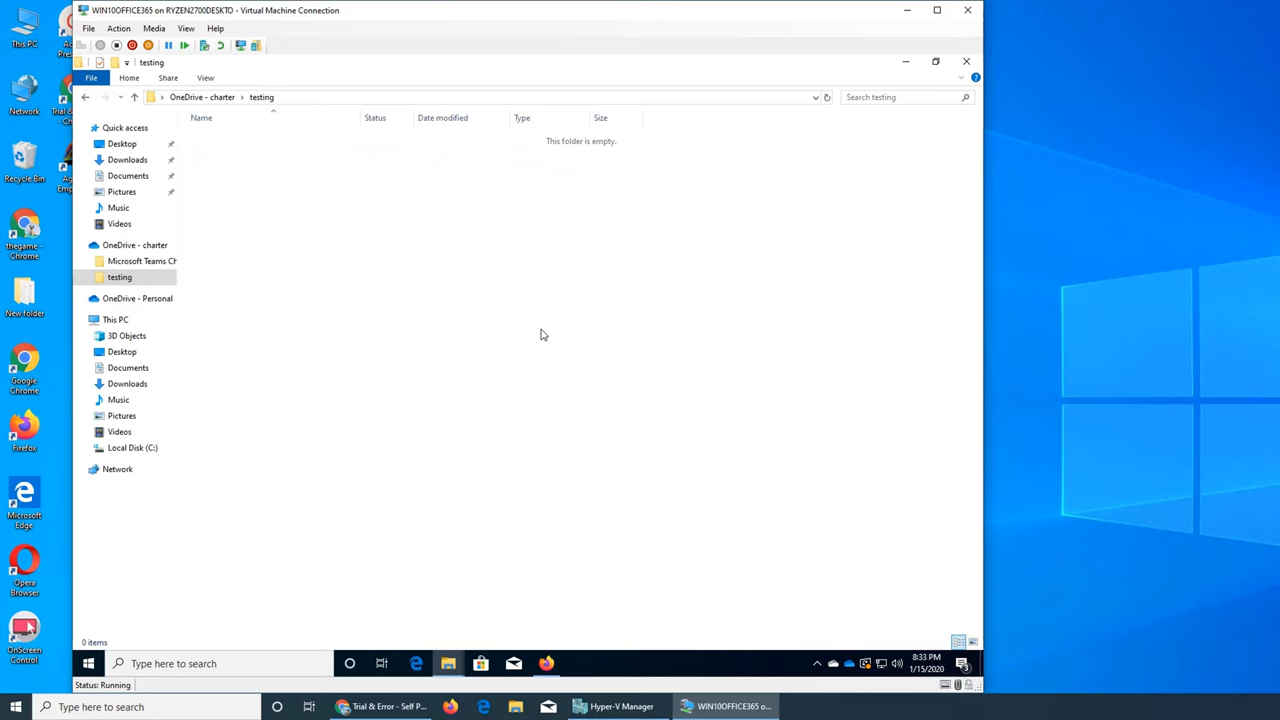 WIN10OFFICE365 on RYZEN2700DESKTO - Virtual Machine Connection
File Action Media View Help
testing
File Home Share View
OneDrive - charter > testing
Search testing
Name Status Date modified Type Size
This folder is empty.
Quick access
Desktop
Downloads
Documents
Pictures
Music
Videos
OneDrive - charter
Microsoft Teams Ch
testing
OneDrive - Personal
This PC
3D Objects
Desktop
Documents
Downloads
Music
Pictures
Videos
Local Disk (C:)
Network
0 items
Type here to search
8:33 PM
1/15/2020
3
Status: Running
This PC
Network
Recycle Bin
thegame -
Chrome
New folder
Google
Chrome
Firefox
Microsoft
Edge
Opera
Browser
OnScreen
Control
Type here to search
Trial & Error - Self P...
Hyper-V Manager
WIN10OFFICE365 o...